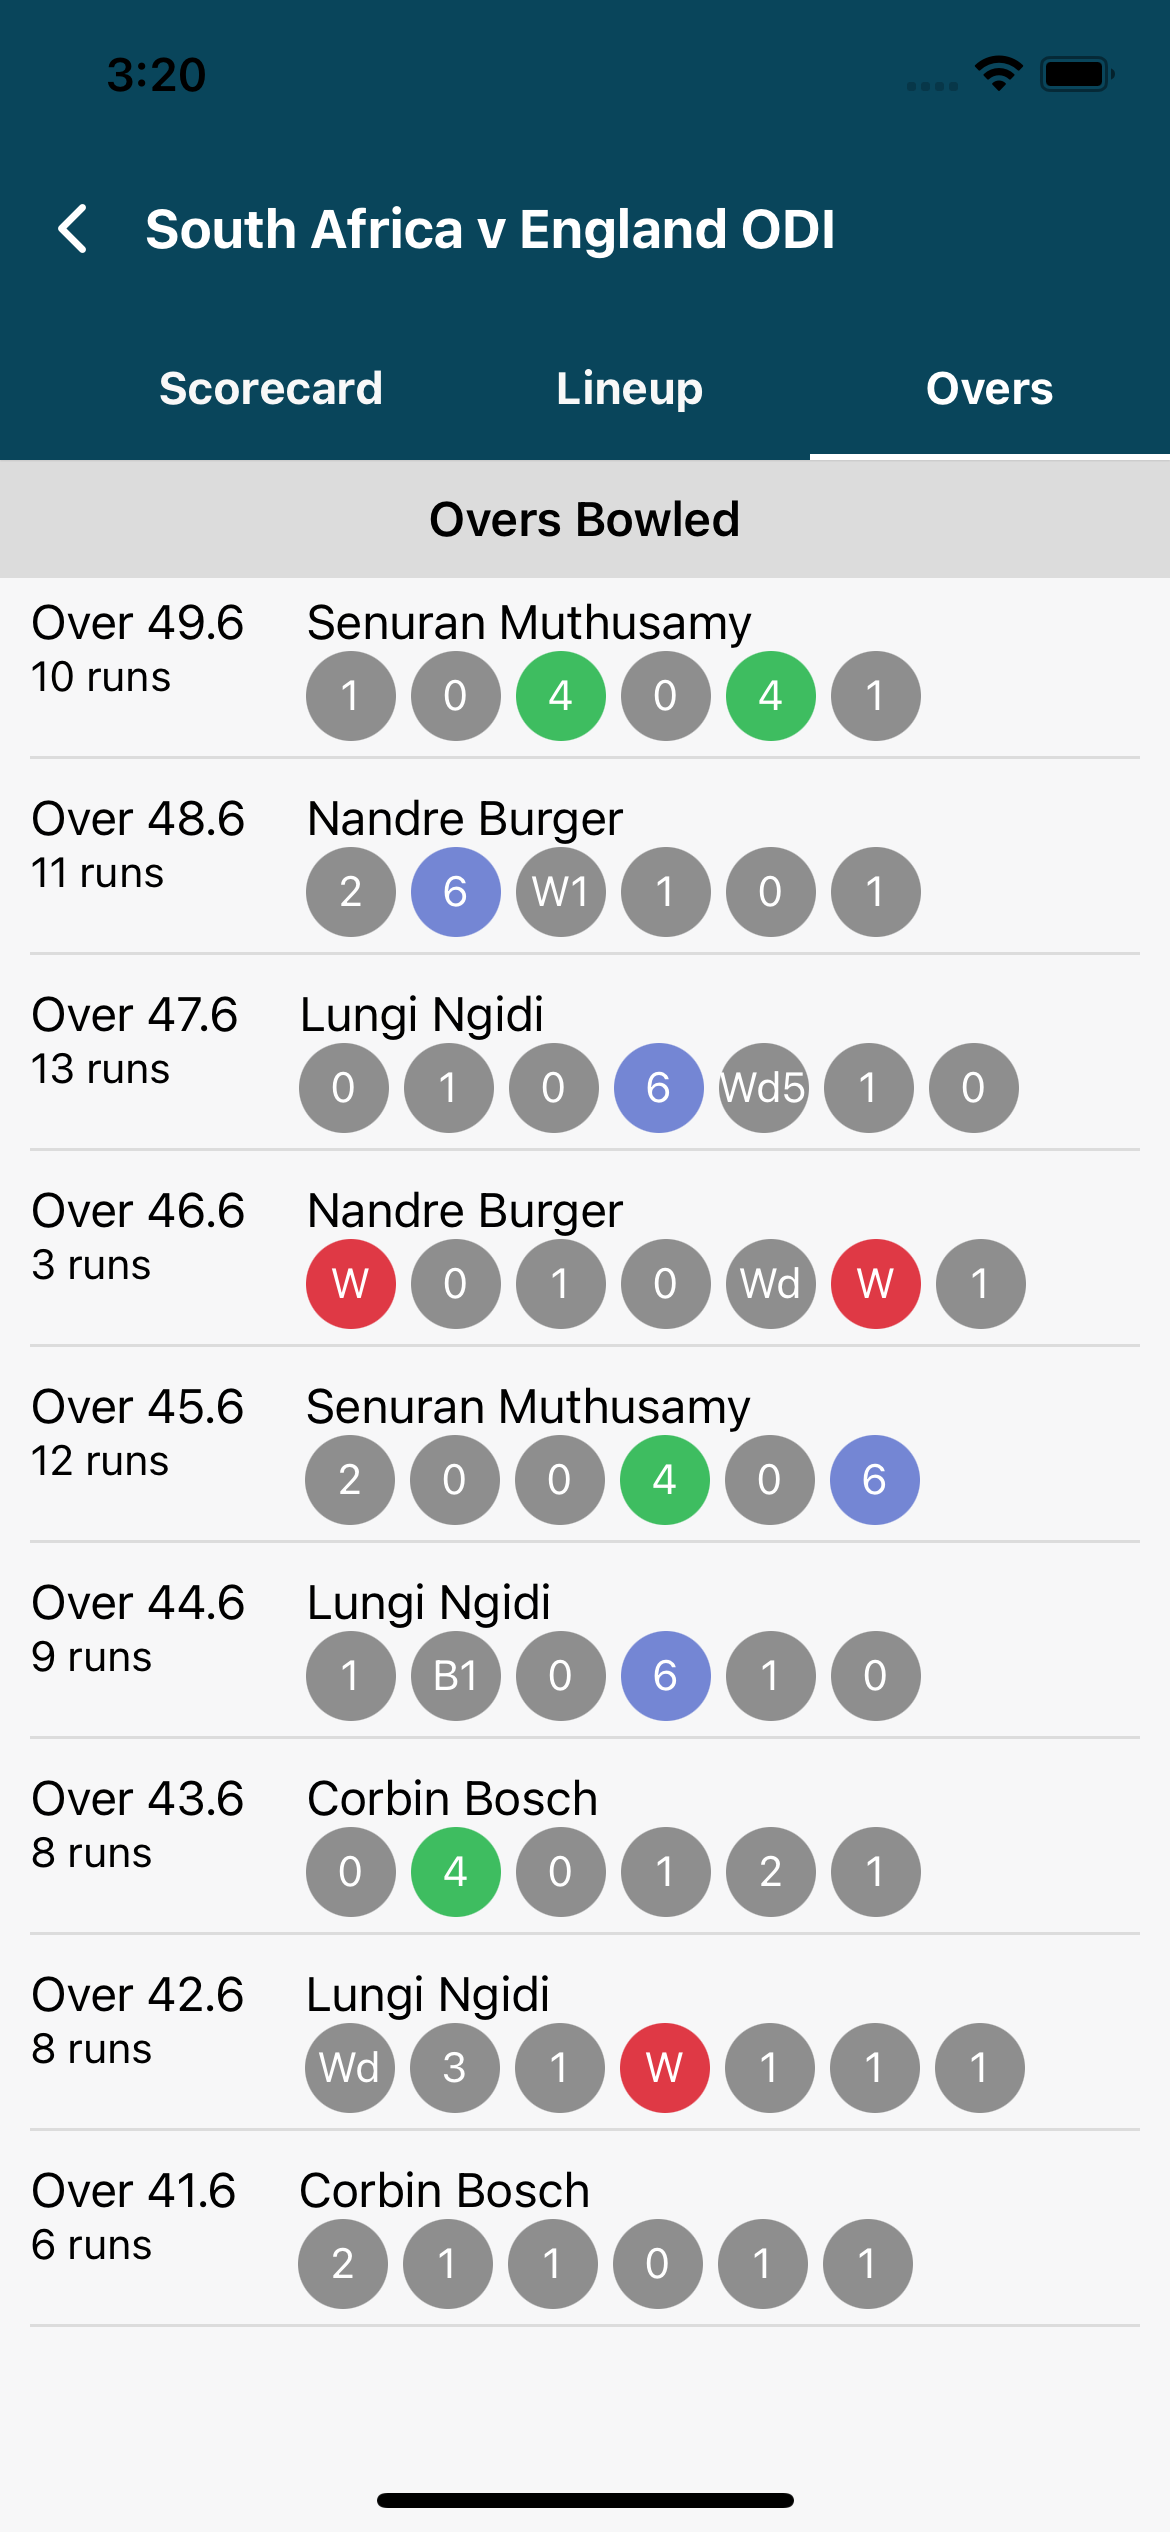 3:20
South Africa v England ODI
Scorecard Lineup Overs
Overs Bowled
Over 49.6 Senuran Muthusamy
10 runs 1 0 4 0 4 1
Over 48.6 Nandre Burger
11 runs 2 6 W1 1 0 1
Over 47.6 Lungi Ngidi
13 runs 0 1 0 6 Wd5 1 0
Over 46.6 Nandre Burger
3 runs W 0 1 0 Wd W 1
Over 45.6 Senuran Muthusamy
12 runs 2 0 0 4 0 6
Over 44.6 Lungi Ngidi
9 runs 1 B1 0 6 1 0
Over 43.6 Corbin Bosch
8 runs 0 4 0 1 2 1
Over 42.6 Lungi Ngidi
8 runs Wd 3 1 W 1 1 1
Over 41.6 Corbin Bosch
6 runs 2 1 1 0 1 1